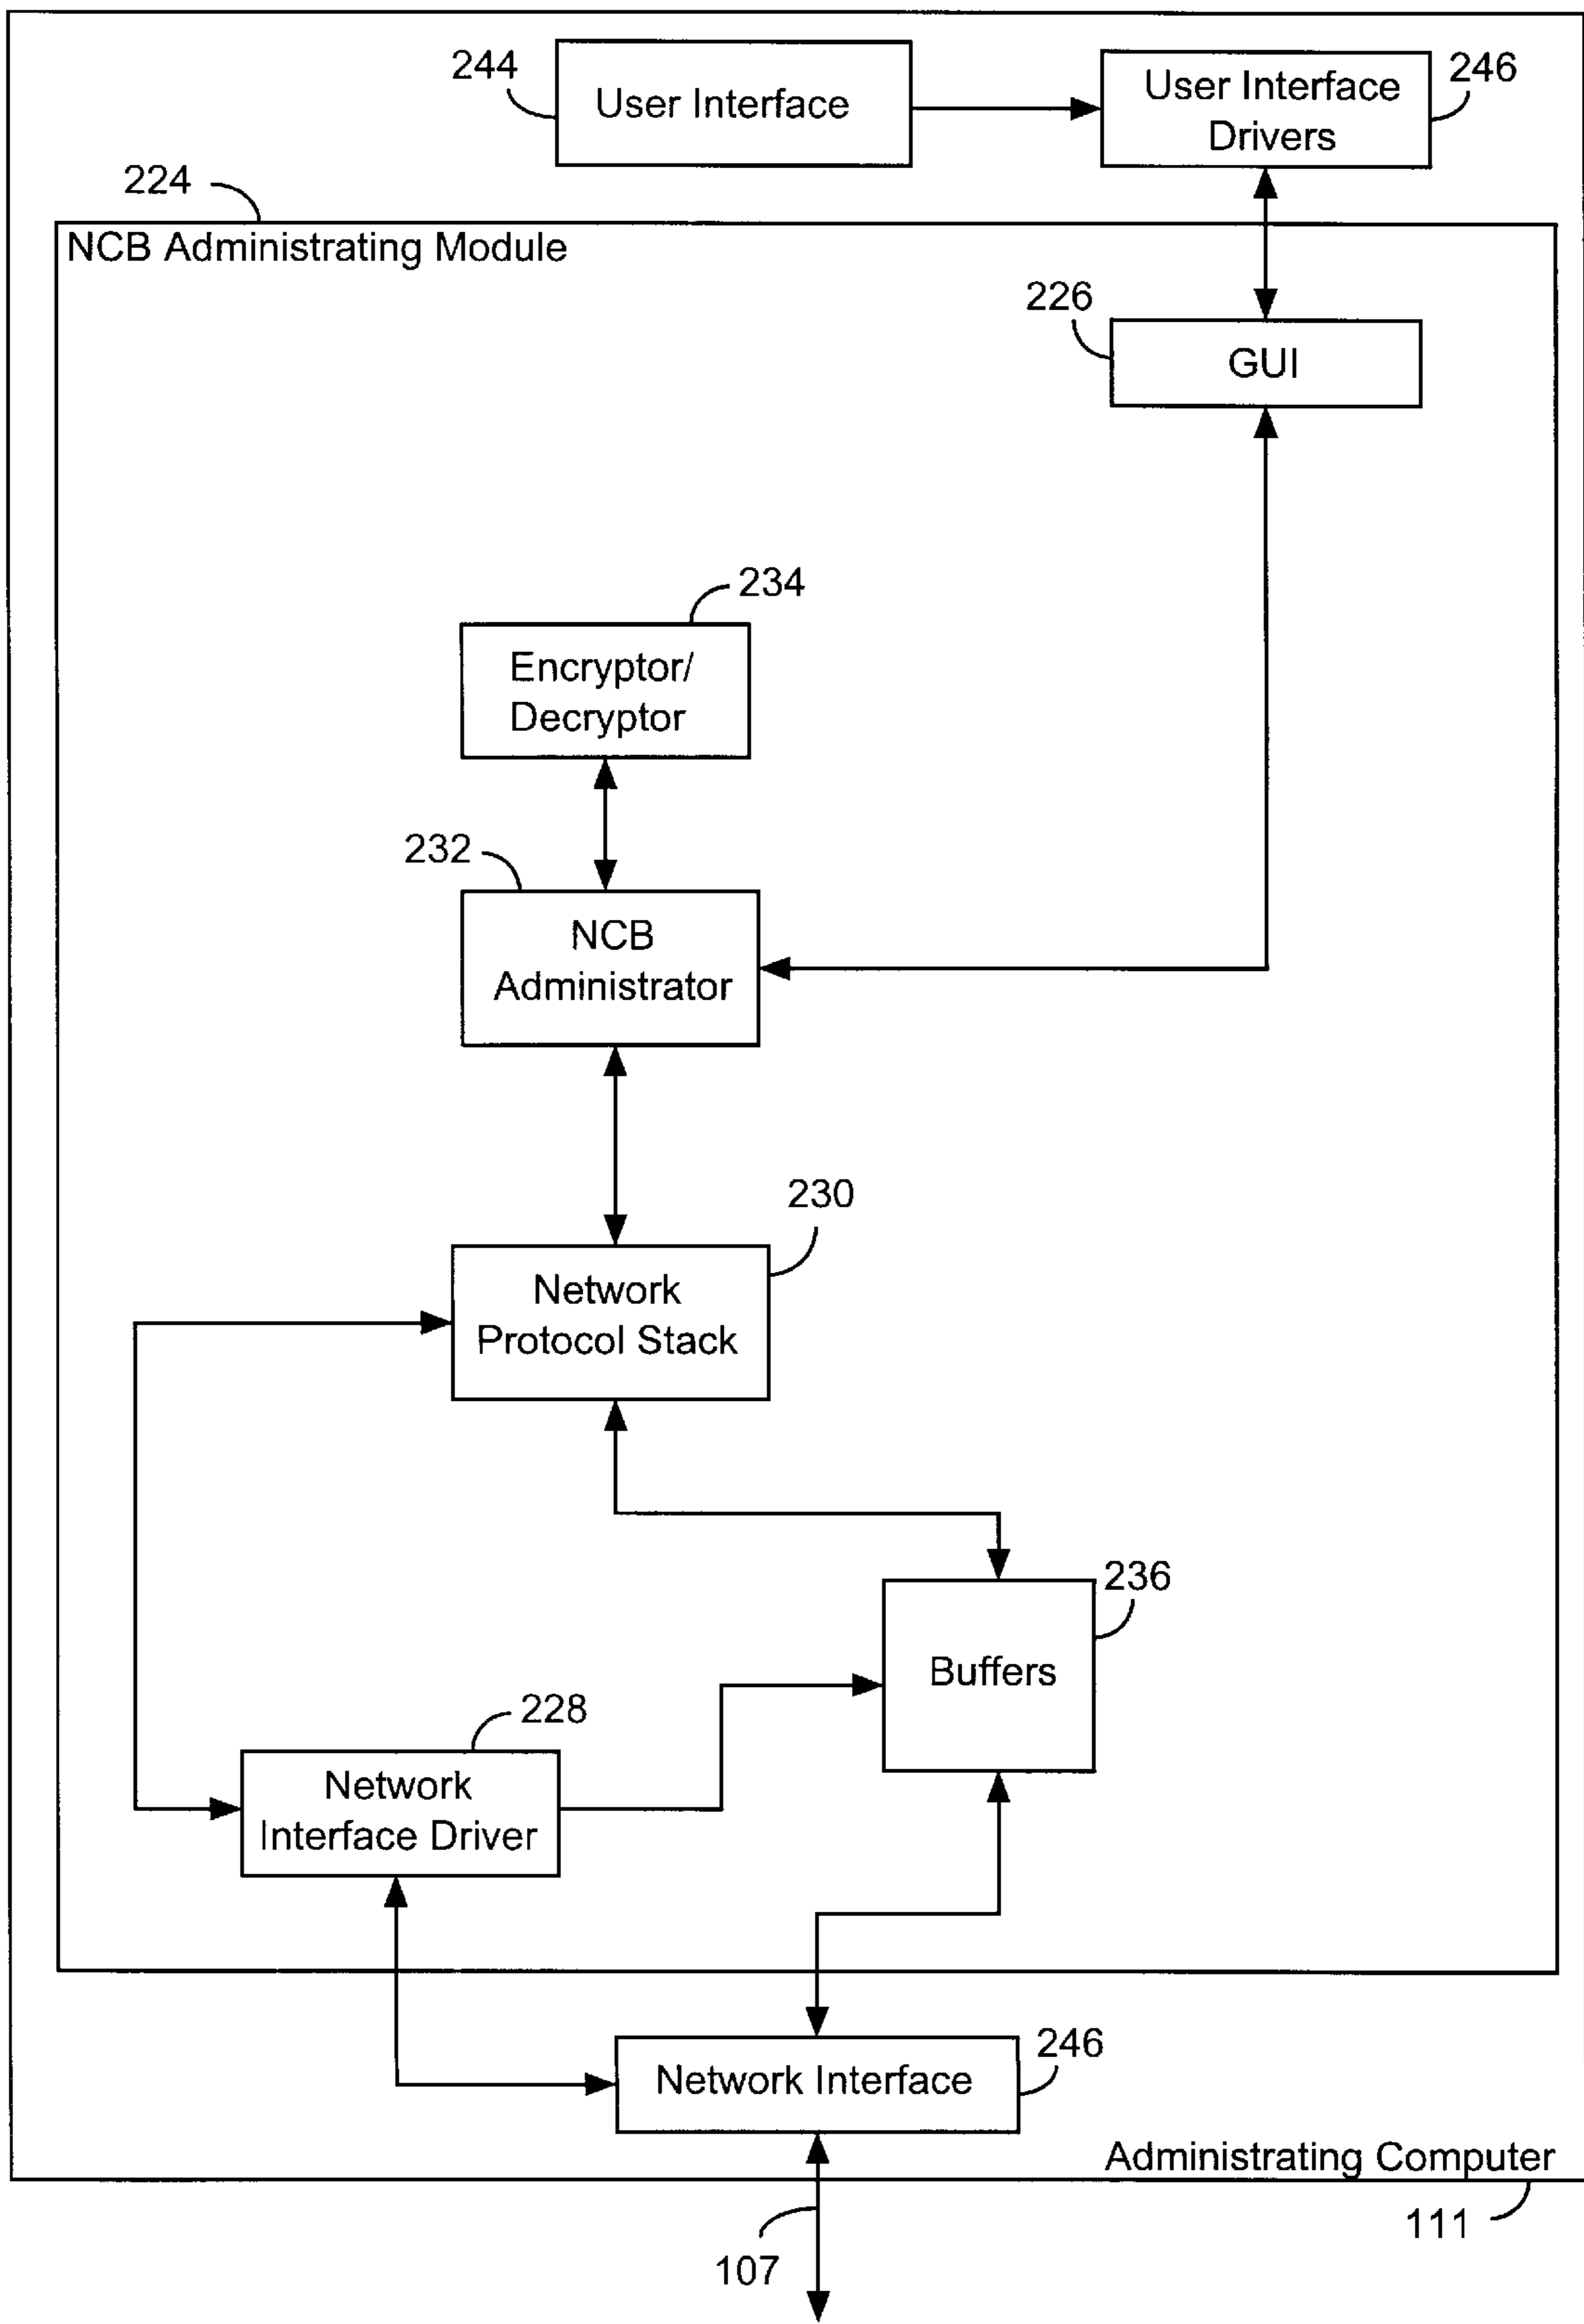 244
User Interface
User Interface
Drivers
246
224
NCB Administrating Module
226
GUI
234
Encryptor/
Decryptor
232
NCB
Administrator
230
Network
Protocol Stack
236
Buffers
228
Network
Interface Driver
246
Network Interface
Administrating Computer
111
107